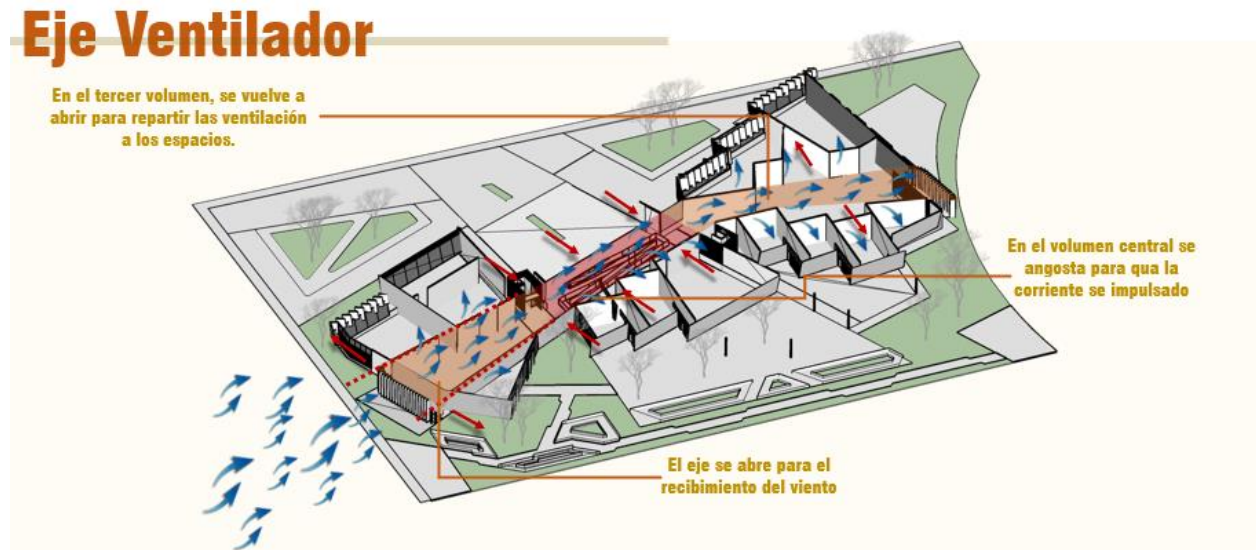 Eje Ventilador
En el tercer volumen, se vuelve a
abrir para repartir las ventilación
a los espacios.
En el volumen central se
angosta para qua la
corriente se impulsado
El eje se abre para el
recibimiento del viento